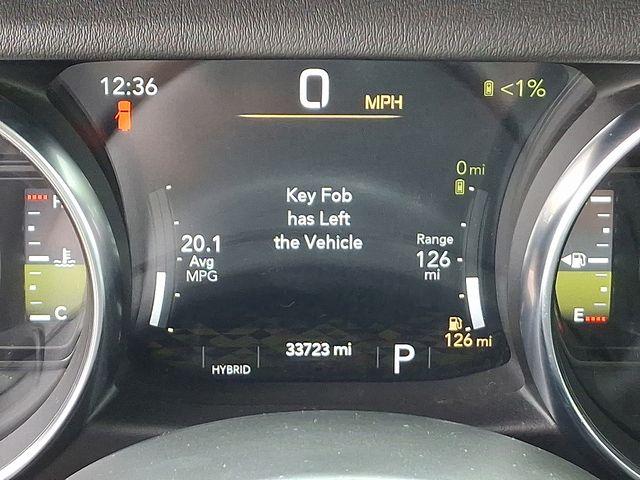 12:36
0 MPH
<1%
0 mi
Key Fob
has Left
the Vehicle
20.1
Avg
MPG
Range
126
mi
H
C
E
126 mi
HYBRID
33723 mi
P